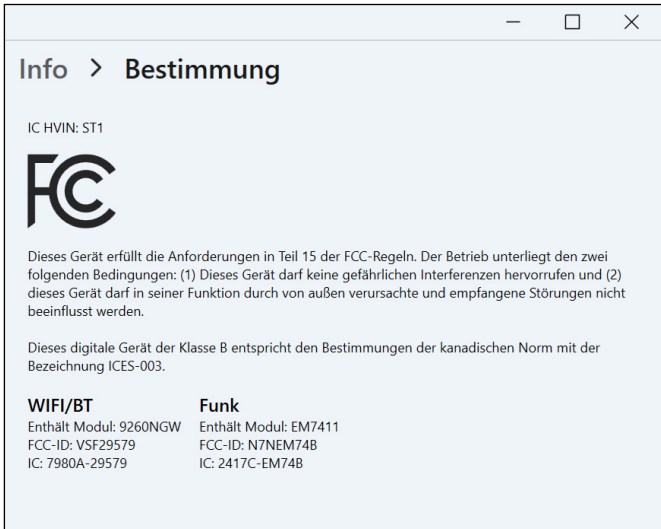 Info > Bestimmung
IC HVIN: ST1
FC
Dieses Gerät erfüllt die Anforderungen in Teil 15 der FCC-Regeln. Der Betrieb unterliegt den zwei
folgenden Bedingungen: (1) Dieses Gerät darf keine gefährlichen Interferenzen hervorrufen und (2)
dieses Gerät darf in seiner Funktion durch von außen verursachte und empfangene Störungen nicht
beeinflusst werden.
Dieses digitale Gerät der Klasse B entspricht den Bestimmungen der kanadischen Norm mit der
Bezeichnung ICES-003.
WIFI/BT
Enthält Modul: 9260NGW
FCC-ID: VSF29579
IC: 7980A-29579
Funk
Enthält Modul: EM7411
FCC-ID: N7NEM74B
IC: 2417C-EM74B